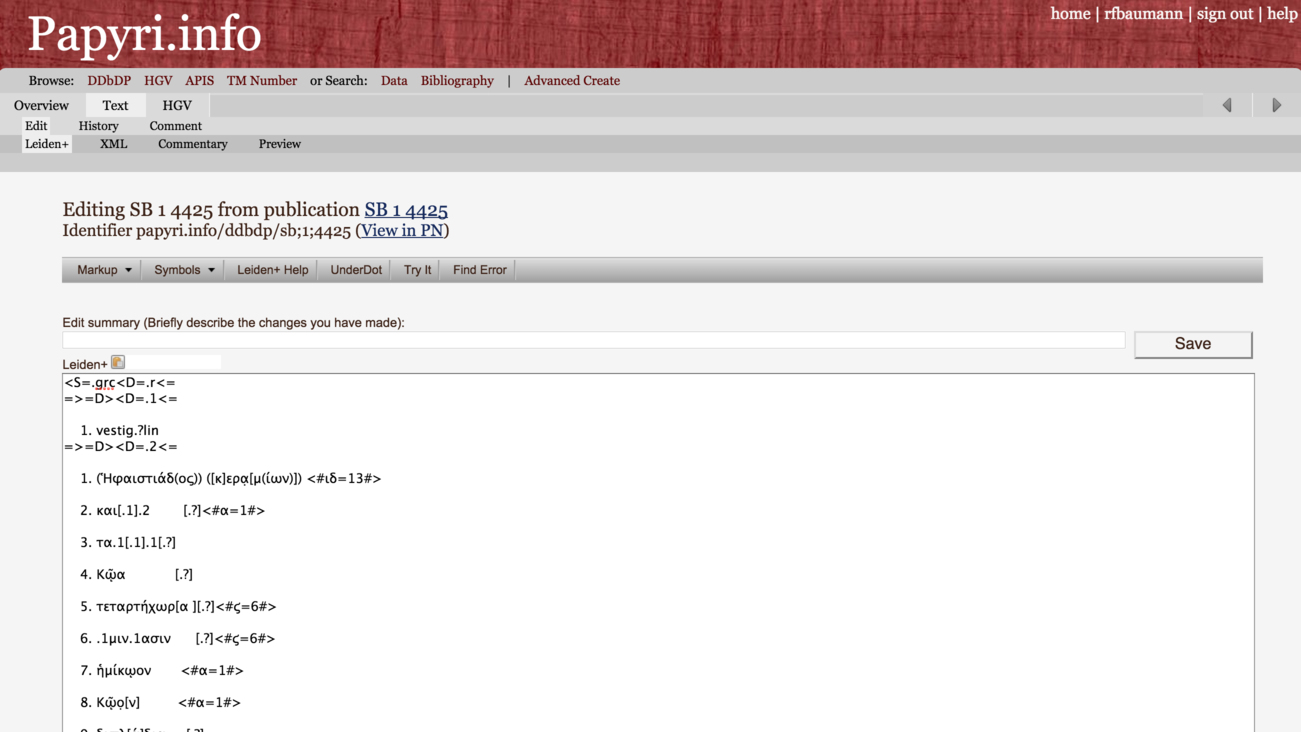 home | rfbaumann | sign out | help
Papyri.info
Browse: DDbDP HGV APIS TM Number or Search: Data Bibliography | Advanced Create
Overview Text HGV
Edit History Comment
Leiden+ XML Commentary Preview
Editing SB 1 4425 from publication SB 1 4425
Identifier papyri.info/ddbdp/sb;1;4425 (View in PN)
Markup Symbols Leiden+ Help UnderDot Try It Find Error
Edit summary (Briefly describe the changes you have made):
Save
Leiden+
<S=.grc<D=.r<=
=>=D><D=.1<=
1. vestig.?lin
=>=D><D=.2<=
1. (Ἡφαιστιάδ(ος)) ([κ]ερα̣[μ(ίων)]) <#ιδ=13#>
2. και[.1].2 [.?]<#α=1#>
3. τα.1[.1].1[.?]
4. Κῷα [.?]
5. τεταρτήχωρ[α ][.?]<#ϛ=6#>
6. .1μιν.1ασιν [.?]<#ϛ=6#>
7. ἡμίκῳον <#α=1#>
8. Κῷο̣[ν] <#α=1#>